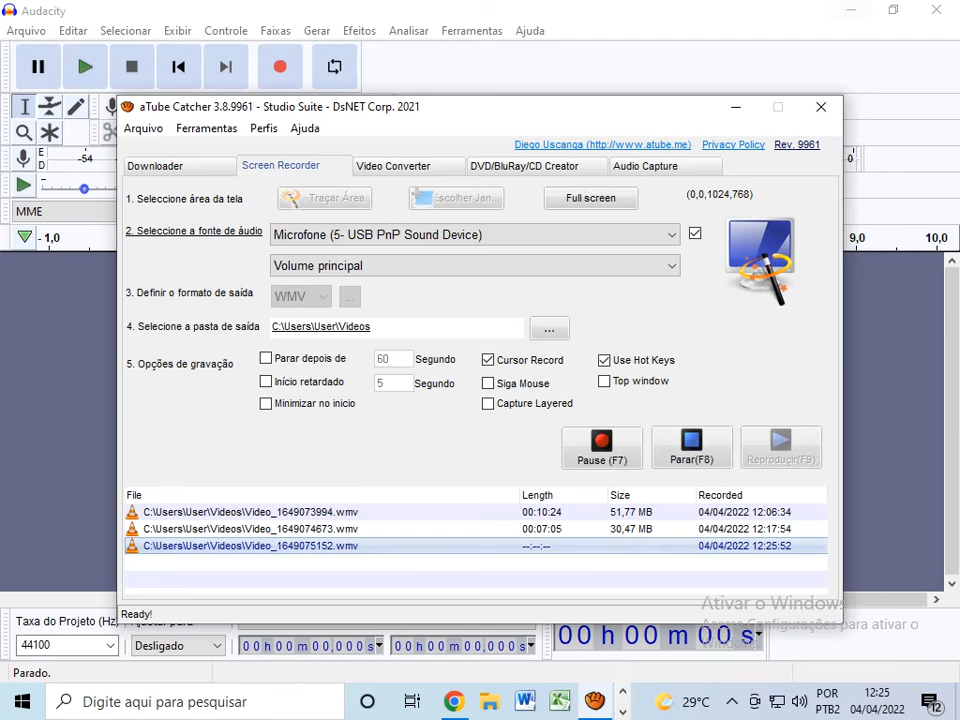 Audacity
Arquivo Editar Selecionar Exibir Controle Faixas Gerar Efeitos Analisar Ferramentas Ajuda
aTube Catcher 3.8.9961 - Studio Suite - DsNET Corp. 2021
Arquivo Ferramentas Perfis Ajuda
Diego Uscanga (http://www.atube.me) Privacy Policy Rev. 9961
Downloader Screen Recorder Video Converter DVD/BluRay/CD Creator Audio Capture
E
D
-54
0
1. Seleccione área da tela Traçar Área Escolher Jan... Full screen (0,0,1024,768)
MME
2. Seleccione a fonte de áudio Microfone (5- USB PnP Sound Device)
- 1,0 9,0 10,0
Volume principal
3. Definir o formato de saída WMV ...
4. Selecione a pasta de saída C:\Users\User\Videos ...
5. Opções de gravação Parar depois de 60 Segundo Cursor Record Use Hot Keys
Início retardado 5 Segundo Siga Mouse Top window
Minimizar no inicio Capture Layered
Pause (F7) Parar(F8) Reproduçir(F9)
File Length Size Recorded
C:\Users\User\Videos\Video_1649073994.wmv 00:10:24 51,77 MB 04/04/2022 12:06:34
C:\Users\User\Videos\Video_1649074673.wmv 00:07:05 30,47 MB 04/04/2022 12:17:54
C:\Users\User\Videos\Video_1649075152.wmv --:--:-- 04/04/2022 12:25:52
Ready!
Ativar o Windows
Taxa do Projeto (Hz)
Acesse Configurações para ativar o
Windows.
44100 Desligado 00 h 00 m 00,000 s 00 h 00 m 00,000 s 00 h 00 m 00 s
Parado.
Digite aqui para pesquisar 29°C POR 12:25
PTB2 04/04/2022 12